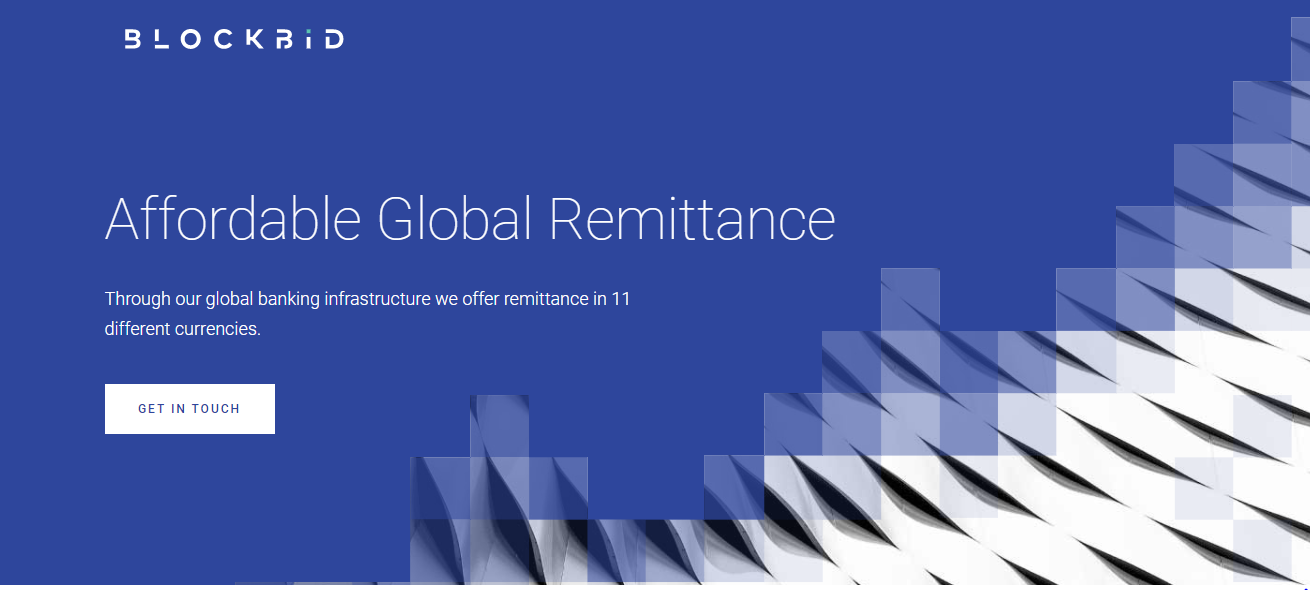 BLOCKBiD
Affordable Global Remittance
Through our global banking infrastructure we offer remittance in 11
different currencies.
GET IN TOUCH